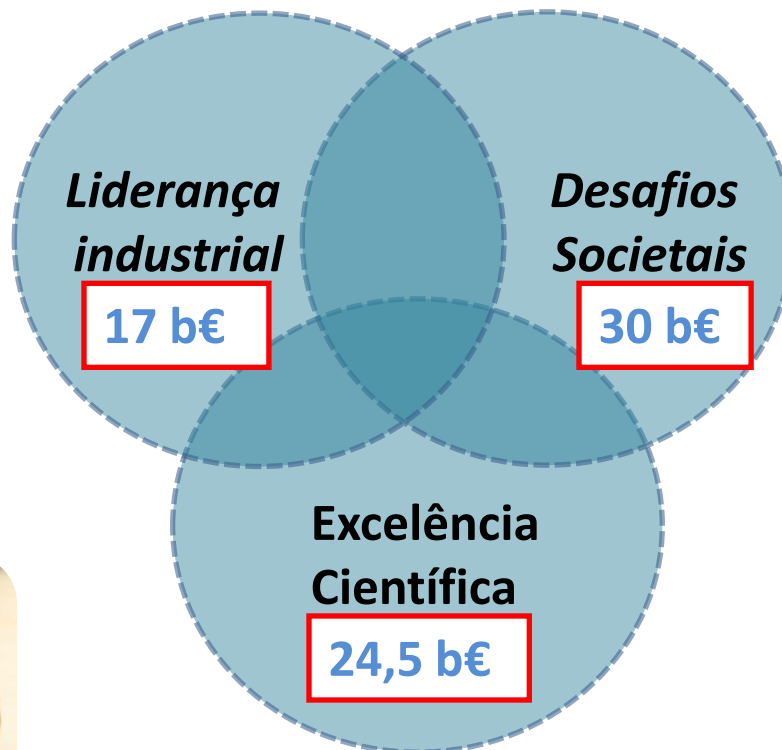 Liderança
industrial
17 b€
Desafios
Societais
30 b€
Excelência
Científica
24,5 b€